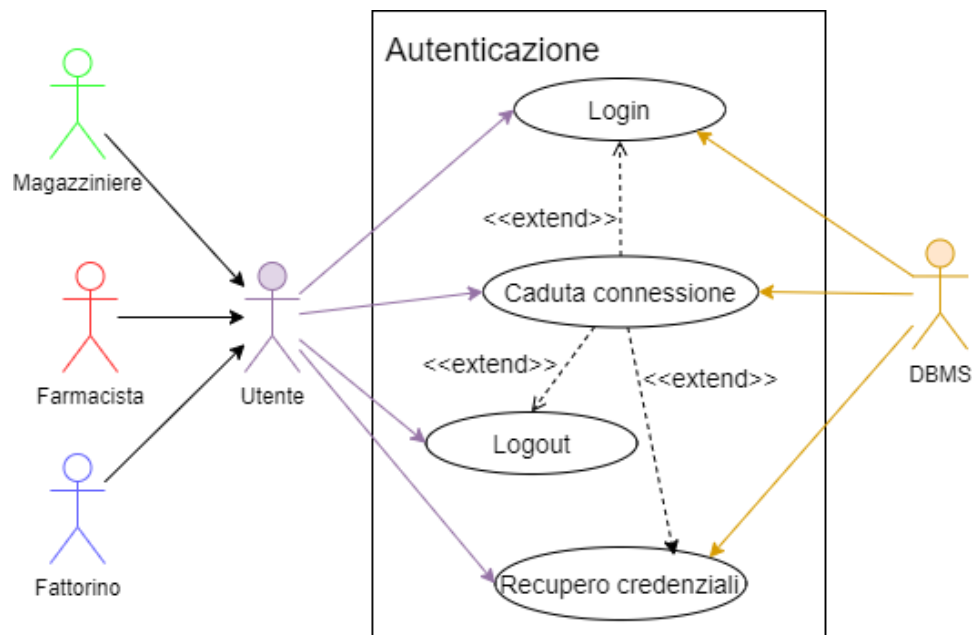 Autenticazione
Login
Magazziniere
<<extend>>
Caduta connessione
<<extend>>
<<extend>>
Farmacista
Utente
DBMS
Logout
Recupero credenziali
Fattorino